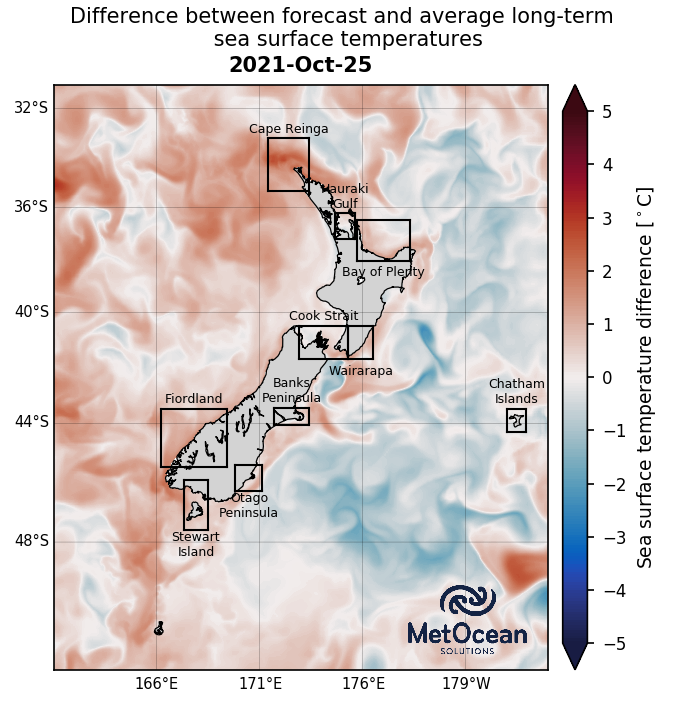 Difference between forecast and average long-term
sea surface temperatures
2021-Oct-25
32°S
36°S
40°S
44°S
48°S
166°E
171°E
176°E
179°W
Cape Reinga
Hauraki
Gulf
Bay of Plenty
Cook Strait
Wairarapa
Banks
Peninsula
Fiordland
Chatham
Islands
Otago
Peninsula
Stewart
Island
MetOcean
SOLUTIONS
5
4
3
2
1
0
−1
−2
−3
−4
−5
Sea surface temperature difference [°C]